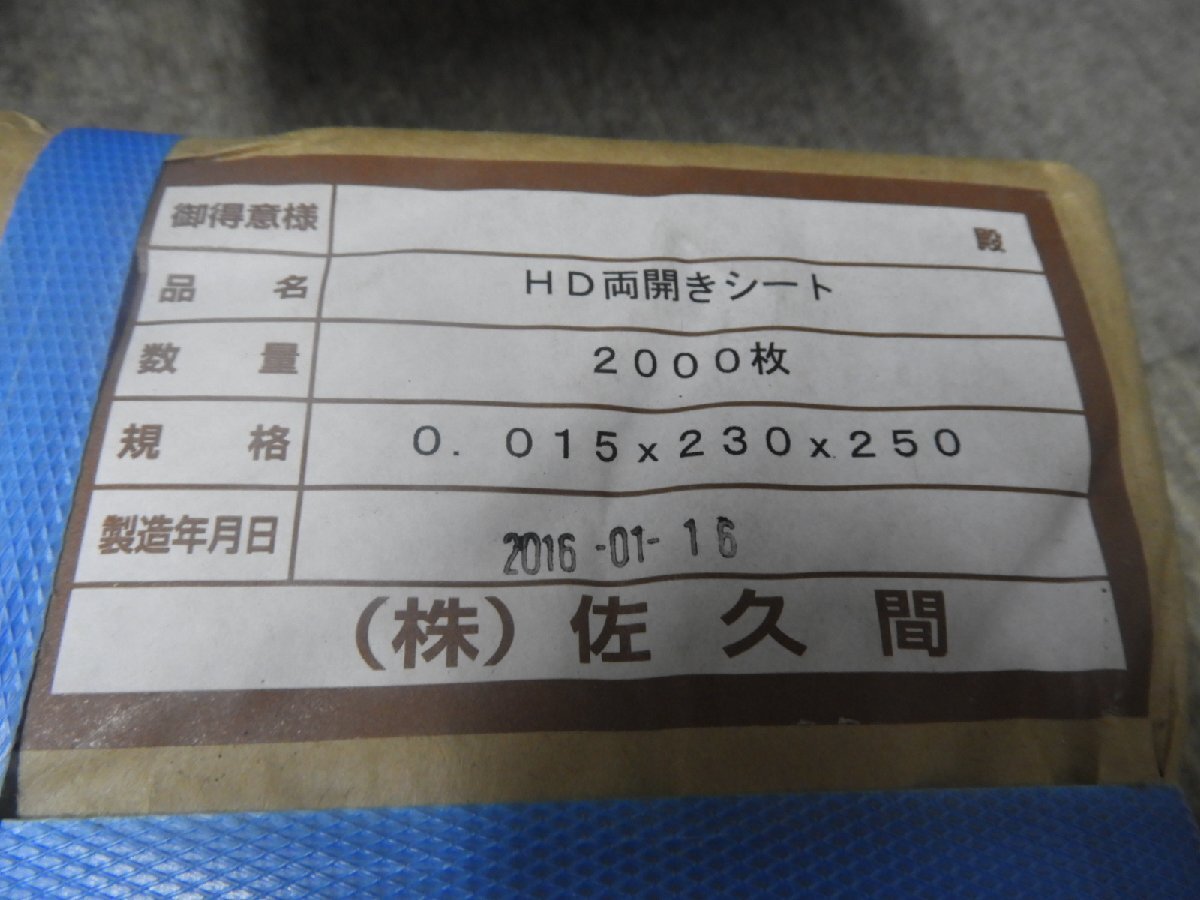 御得意様 殿
品名 HD両開きシート
数量 2000枚
規格 0.015x230x250
製造年月日 2016-01-16
(株)佐久間